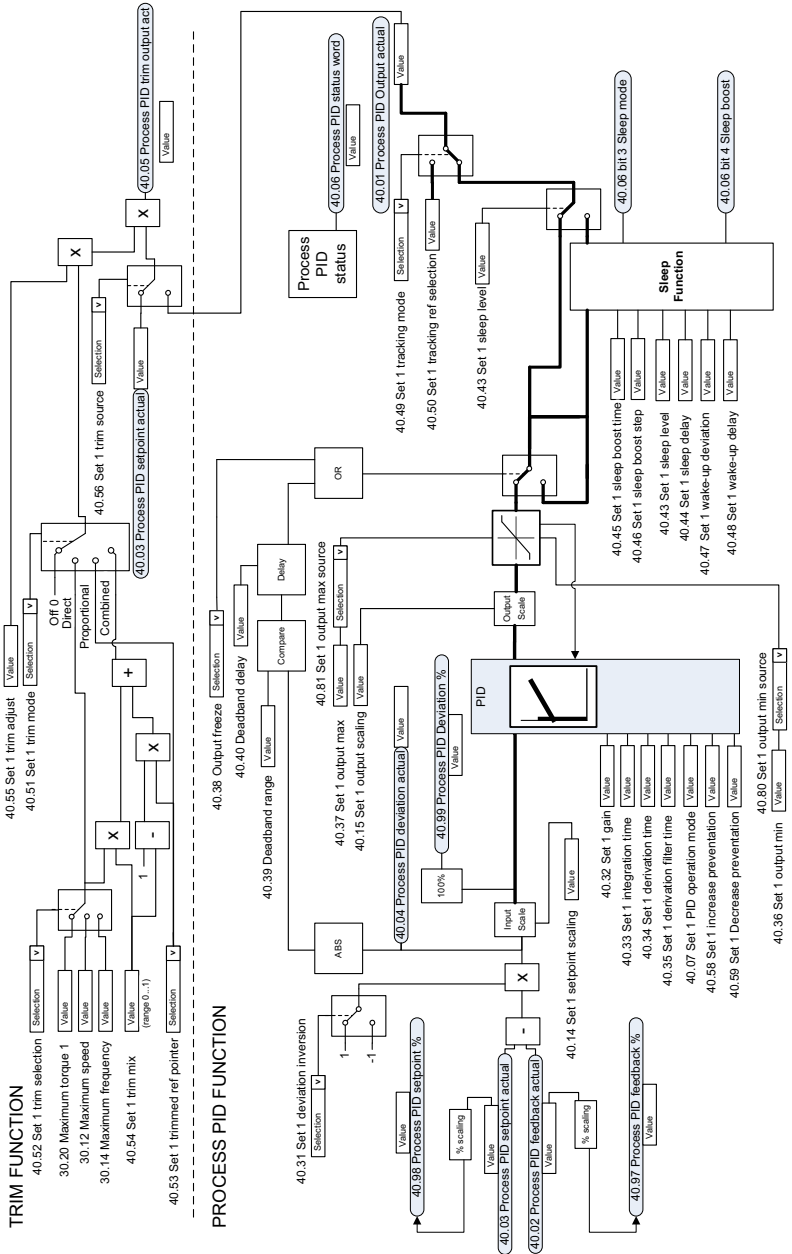 TRIM FUNCTION
40.52 Set 1 trim selection
Selection
v
30.20 Maximum torque 1
Value
30.12 Maximum speed
Value
30.14 Maximum frequency
Value
40.54 Set 1 trim mix
Value
(range 0...1)
40.53 Set 1 trimmed ref pointer
Selection
v
40.55 Set 1 trim adjust
Value
40.51 Set 1 trim mode
Selection
v
X
1
-
X
+
Off 0
Direct
Proportional
Combined
40.56 Set 1 trim source
Selection
v
40.03 Process PID setpoint actual
Value
X
X
40.05 Process PID trim output act
Value
PROCESS PID FUNCTION
40.31 Set 1 deviation inversion
Selection
v
1
-1
Value
40.98 Process PID setpoint %
% scaling
Value
40.03 Process PID setpoint actual
40.02 Process PID feedback actual
Value
% scaling
40.97 Process PID feedback %
Value
-
X
ABS
40.04 Process PID deviation actual
Value
Input
Scale
40.14 Set 1 setpoint scaling
Value
100%
40.99 Process PID Deviation %
Value
40.38 Output freeze
Selection
v
40.40 Deadband delay
Value
40.39 Deadband range
Value
Compare
Delay
OR
40.81 Set 1 output max source
40.37 Set 1 output max
Value
Selection
v
40.15 Set 1 output scaling
Value
PID
Output
Scale
40.32 Set 1 gain
Value
40.33 Set 1 integration time
Value
40.34 Set 1 derivation time
Value
40.35 Set 1 derivation filter time
Value
40.07 Set 1 PID operation mode
Value
40.58 Set 1 increase preventation
Value
40.59 Set 1 Decrease preventation
Value
40.80 Set 1 output min source
40.36 Set 1 output min
Value
Selection
v
Process
PID
status
40.06 Process PID status word
Value
40.01 Process PID Output actual
Value
40.49 Set 1 tracking mode
Selection
v
40.50 Set 1 tracking ref selection
Value
40.43 Set 1 sleep level
Value
40.45 Set 1 sleep boost time
Value
40.46 Set 1 sleep boost step
Value
40.43 Set 1 sleep level
Value
40.44 Set 1 sleep delay
Value
40.47 Set 1 wake-up deviation
Value
40.48 Set 1 wake-up delay
Value
Sleep
Function
40.06 bit 3 Sleep mode
40.06 bit 4 Sleep boost